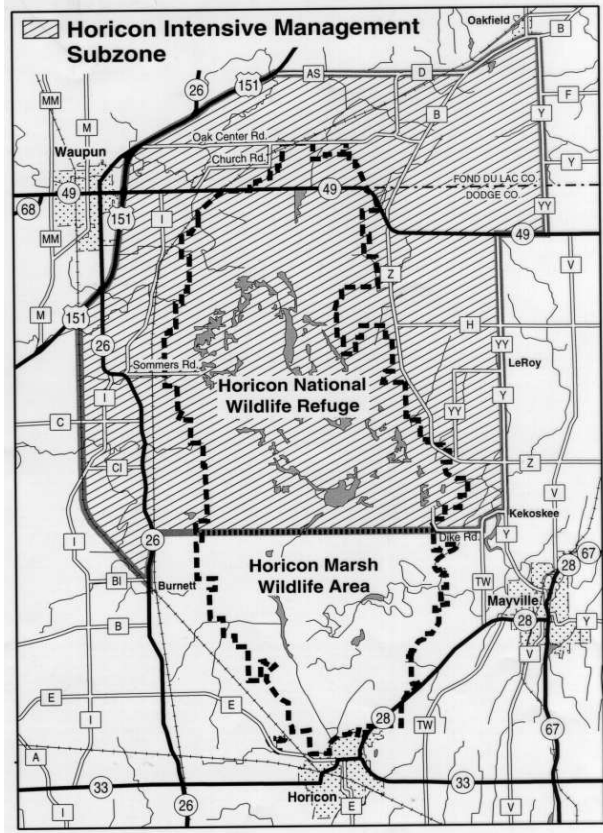 Horicon Intensive Management
Subzone
Oakfield
B
151
26
AS
D
MM
M
B
F
Oak Center Rd.
Y
Waupun
Church Rd.
Y
49
49
FOND DU LAC CO.
DODGE CO.
68
151
I
YY
49
MM
Z
V
M
151
26
H
YY
Sommers Rd.
LeRoy
Horicon National
Wildlife Refuge
I
Y
C
YY
CI
Z
V
Kekoskee
I
26
Dike Rd.
Y
67
Horicon Marsh
Wildlife Area
28
BI
Burnett
TW
Mayville
B
28
Y
V
E
E
28
I
TW
67
A
33
33
Horicon
I
26
E
V